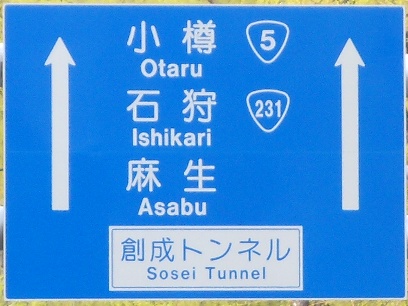 小樽 5
Otaru
石狩 231
Ishikari
麻生
Asabu
創成トンネル
Sosei Tunnel